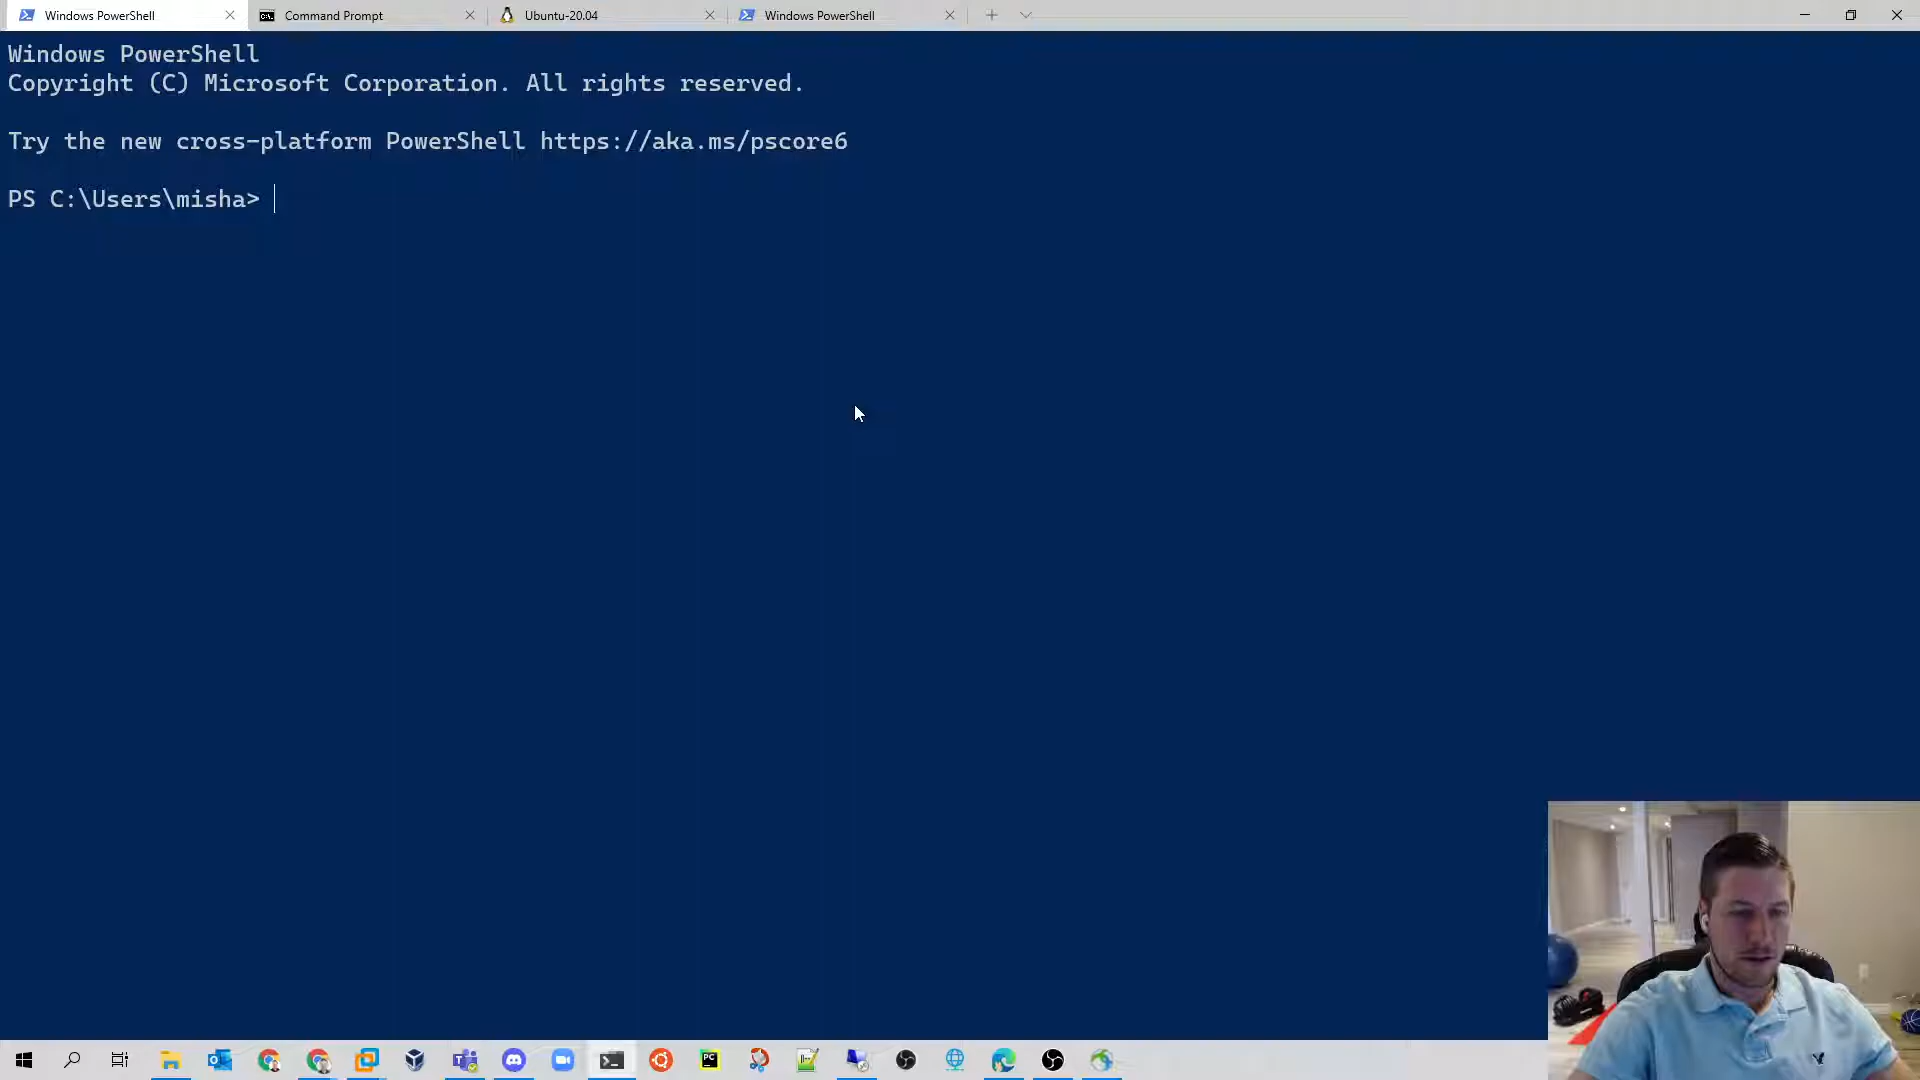 Windows PowerShell
Command Prompt
Ubuntu-20.04
Windows PowerShell
Windows PowerShell
Copyright (C) Microsoft Corporation. All rights reserved.
Try the new cross-platform PowerShell https://aka.ms/pscore6
PS C:\Users\misha>
PC